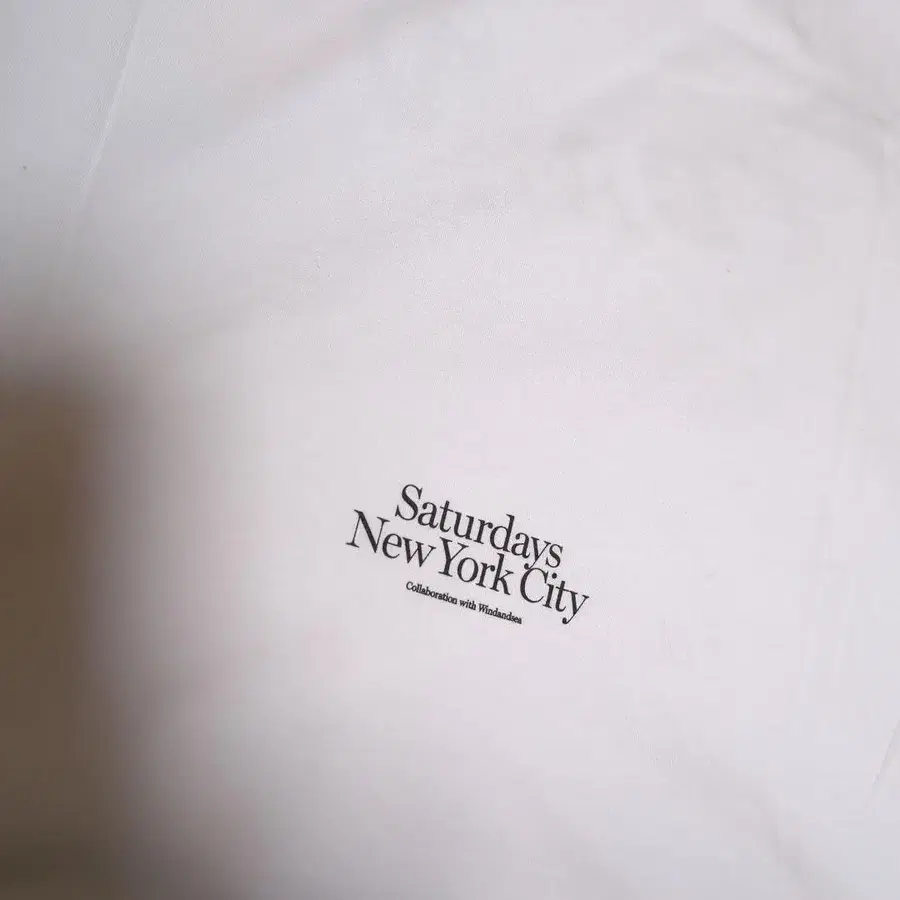 Saturdays
New York City
Collaboration with Windandsea